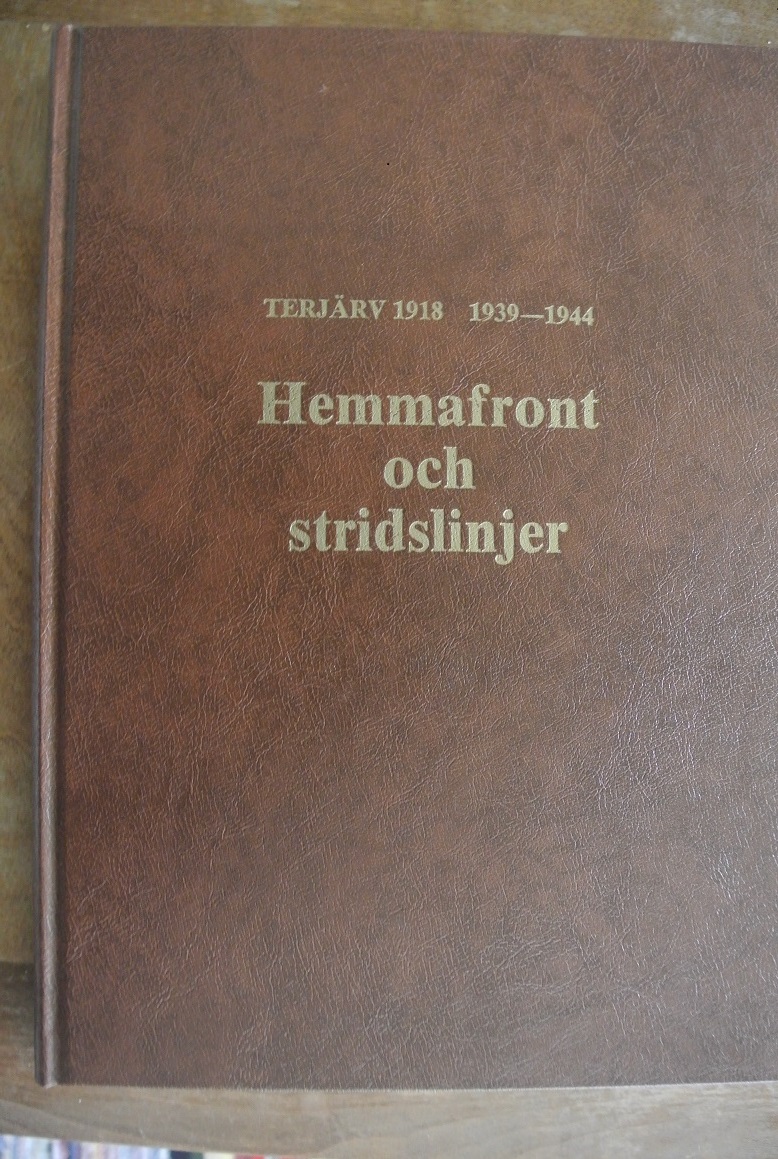 TERJÄRV 1918 1939—1944
Hemmafront
och
stridslinjer